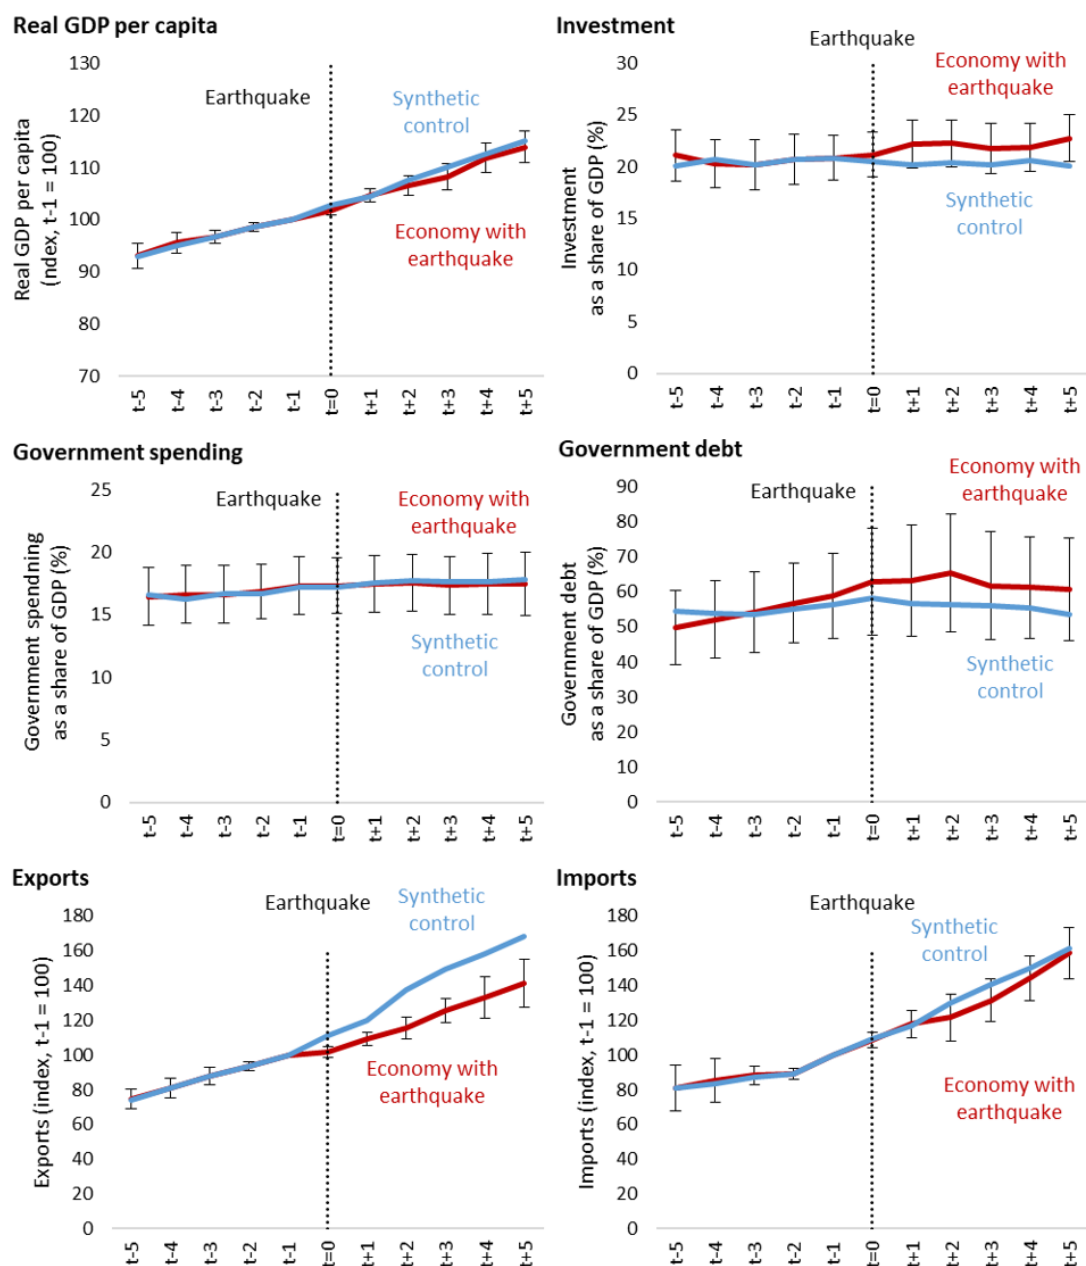 Real GDP per capita
Real GDP per capita
(ndex, t-1 = 100)
130
120
110
100
90
80
70
Earthquake
Synthetic
control
Economy with
earthquake
t-5
t-4
t-3
t-2
t-1
t=0
t+1
t+2
t+3
t+4
t+5
Investment
Investment
as a share of GDP (%)
30
25
20
15
10
5
0
Earthquake
Economy with
earthquake
Synthetic
control
t-5
t-4
t-3
t-2
t-1
t=0
t+1
t+2
t+3
t+4
t+5
Government spending
Government spendning
as a share of GDP (%)
25
20
15
10
5
0
Earthquake
Economy with
earthquake
Synthetic
control
t-5
t-4
t-3
t-2
t-1
t=0
t+1
t+2
t+3
t+4
t+5
Government debt
Government debt
as a share of GDP (%)
90
80
70
60
50
40
30
20
10
0
Earthquake
Economy with
earthquake
Synthetic
control
t-5
t-4
t-3
t-2
t-1
t=0
t+1
t+2
t+3
t+4
t+5
Exports
Exports (index, t-1 = 100)
180
160
140
120
100
80
60
40
20
0
Earthquake
Synthetic
control
Economy with
earthquake
t-5
t-4
t-3
t-2
t-1
t=0
t+1
t+2
t+3
t+4
t+5
Imports
Imports (index, t-1 = 100)
180
160
140
120
100
80
60
40
20
0
Earthquake
Synthetic
control
Economy with
earthquake
t-5
t-4
t-3
t-2
t-1
t=0
t+1
t+2
t+3
t+4
t+5